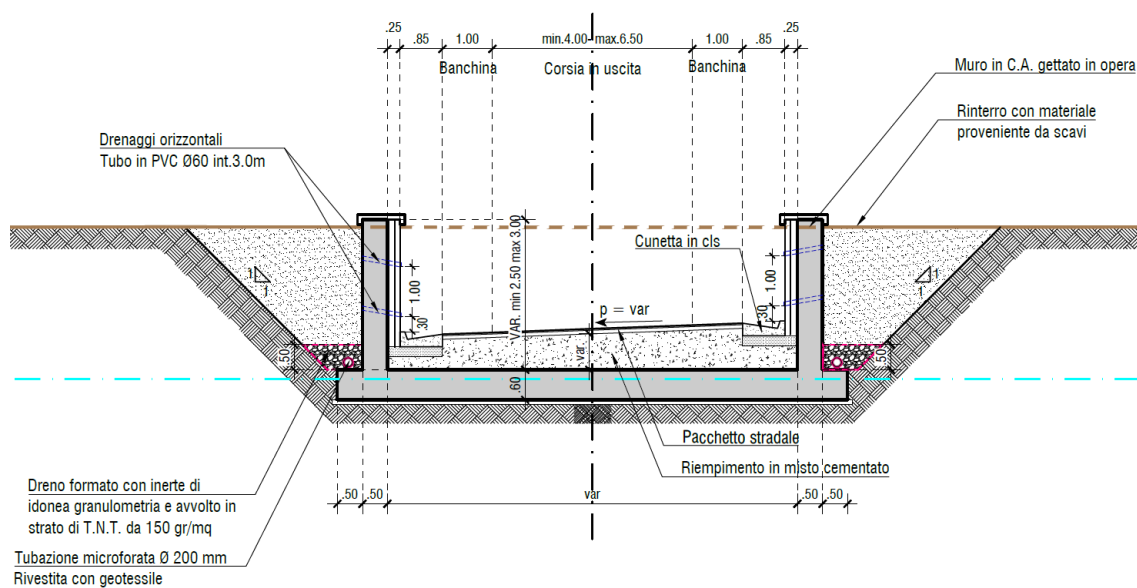 .25
.85
1.00
min.4.00- max.6.50
1.00
.85
.25
Banchina
Corsia in uscita
Banchina
Muro in C.A. gettato in opera
Rinterro con materiale
proveniente da scavi
Drenaggi orizzontali
Tubo in PVC Ø60 int.3.0m
Cunetta in cls
VAR. min 2.50 max 3.00
1
1
1.00
.30
p = var
1.00
.30
1
1
.50
var
.50
.60
Pacchetto stradale
Riempimento in misto cementato
Dreno formato con inerte di
idonea granulometria e avvolto in
strato di T.N.T. da 150 gr/mq
.50
.50
var
.50
.50
Tubazione microforata Ø 200 mm
Rivestita con geotessile